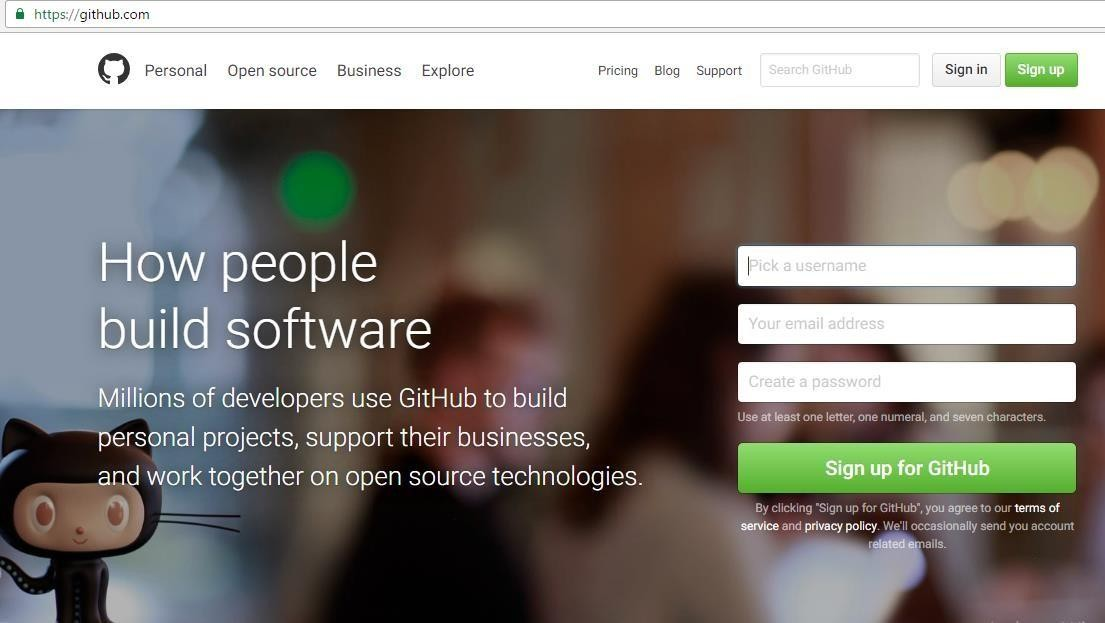 https://github.com
Personal Open source Business Explore Pricing Blog Support Search GitHub Sign in Sign up
How people
build software
Millions of developers use GitHub to build
personal projects, support their businesses,
and work together on open source technologies.
Pick a username
Your email address
Create a password
Use at least one letter, one numeral, and seven characters.
Sign up for GitHub
By clicking "Sign up for GitHub", you agree to our terms of
service and privacy policy. We'll occasionally send you account
related emails.